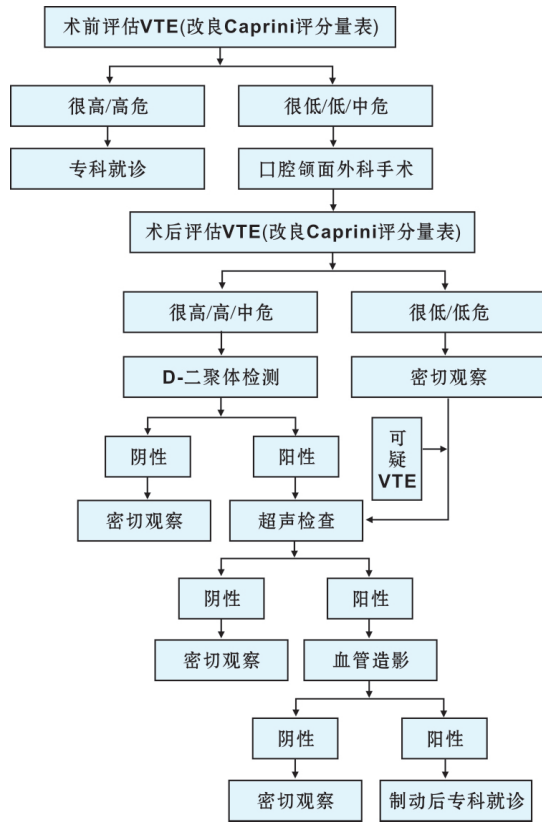 术前评估VTE(改良Caprini评分量表)
很高/高危
很低/低/中危
专科就诊
口腔颌面外科手术
术后评估VTE(改良Caprini评分量表)
很高/高/中危
很低/低危
D-二聚体检测
密切观察
阴性
阳性
可
疑
VTE
密切观察
超声检查
阴性
阳性
密切观察
血管造影
阴性
阳性
密切观察
制动后专科就诊